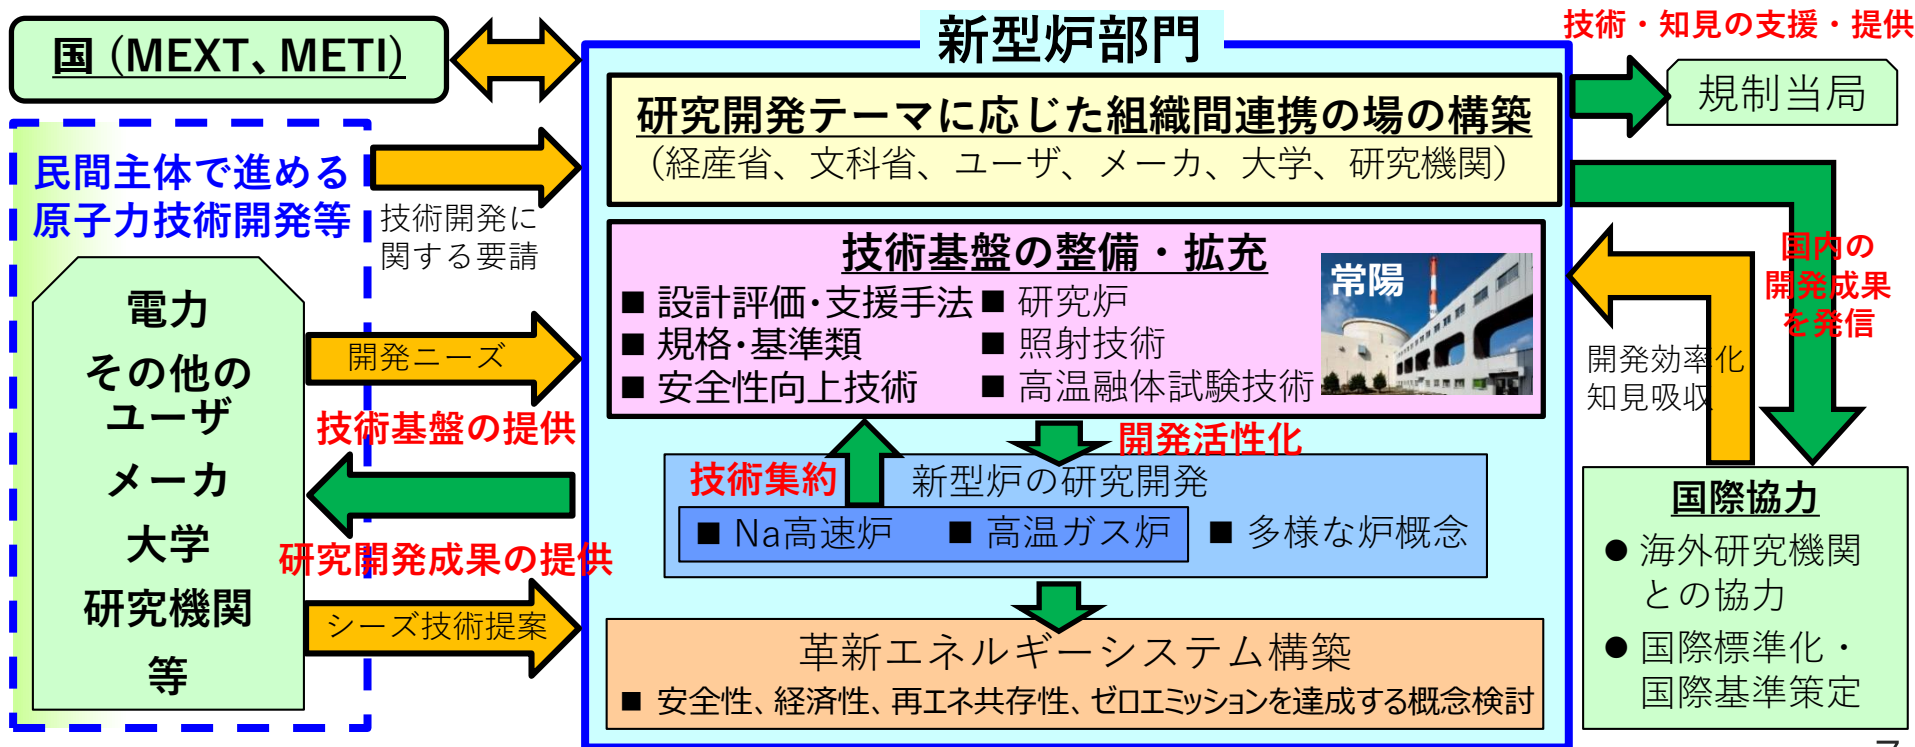 国 (MEXT、METI)
新型炉部門
技術・知見の支援・提供
規制当局
研究開発テーマに応じた組織間連携の場の構築
（経産省、文科省、ユーザ、メーカ、大学、研究機関）
民間主体で進める
原子力技術開発等
技術開発に
関する要請
電力
その他の
ユーザ
メーカ
大学
研究機関
等
開発ニーズ
技術基盤の提供
研究開発成果の提供
シーズ技術提案
技術基盤の整備・拡充
■ 設計評価・支援手法
■ 規格・基準類
■ 安全性向上技術
■ 研究炉
■ 照射技術
■ 高温融体試験技術
常陽
技術集約
開発活性化
新型炉の研究開発
■ Na高速炉 ■ 高温ガス炉 ■ 多様な炉概念
革新エネルギーシステム構築
■ 安全性、経済性、再エネ共存性、ゼロエミッションを達成する概念検討
国内の
開発成果
を発信
開発効率化
知見吸収
国際協力
● 海外研究機関
との協力
● 国際標準化・
国際基準策定